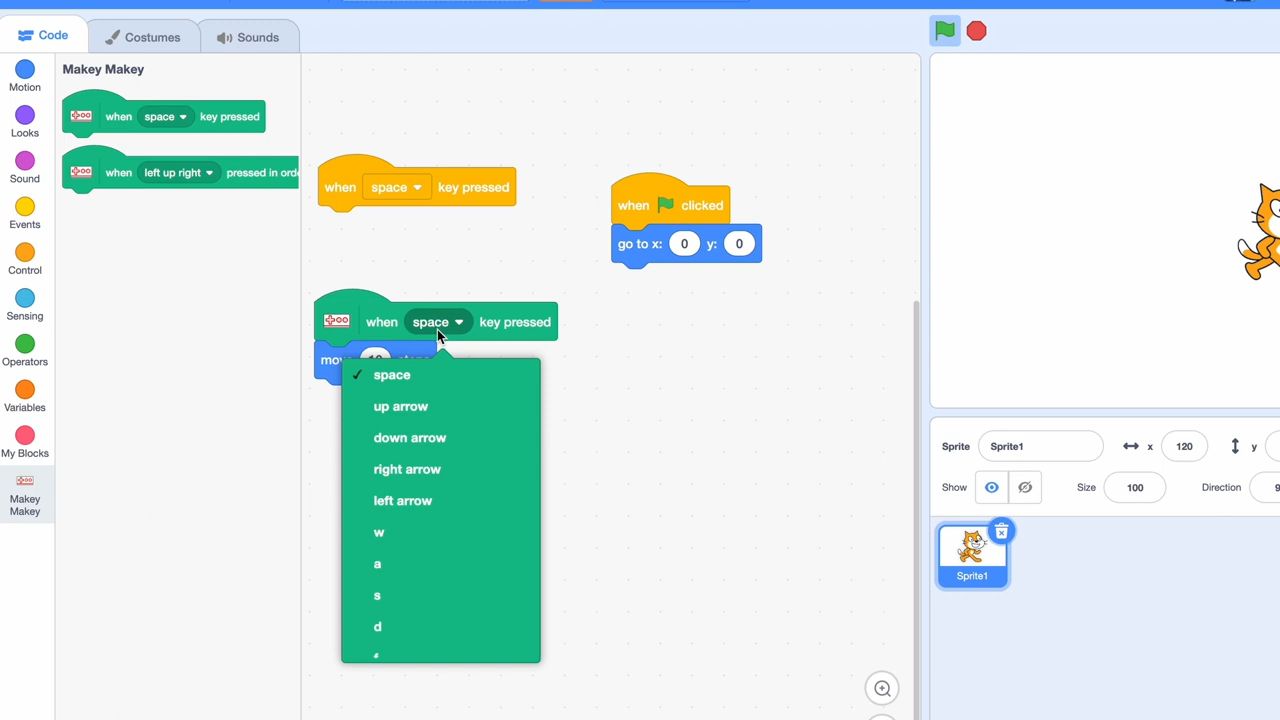 Code
Costumes
Sounds
Makey Makey
Motion
Looks
Sound
Events
Control
Sensing
Operators
Variables
My Blocks
Makey
Makey
when space key pressed
when left up right pressed in orde
when space key pressed
when clicked
go to x: 0 y: 0
when space key pressed
✓ space
up arrow
down arrow
right arrow
left arrow
w
a
s
d
Sprite Sprite1 x 120 y
Show Size 100 Direction 9
Sprite1